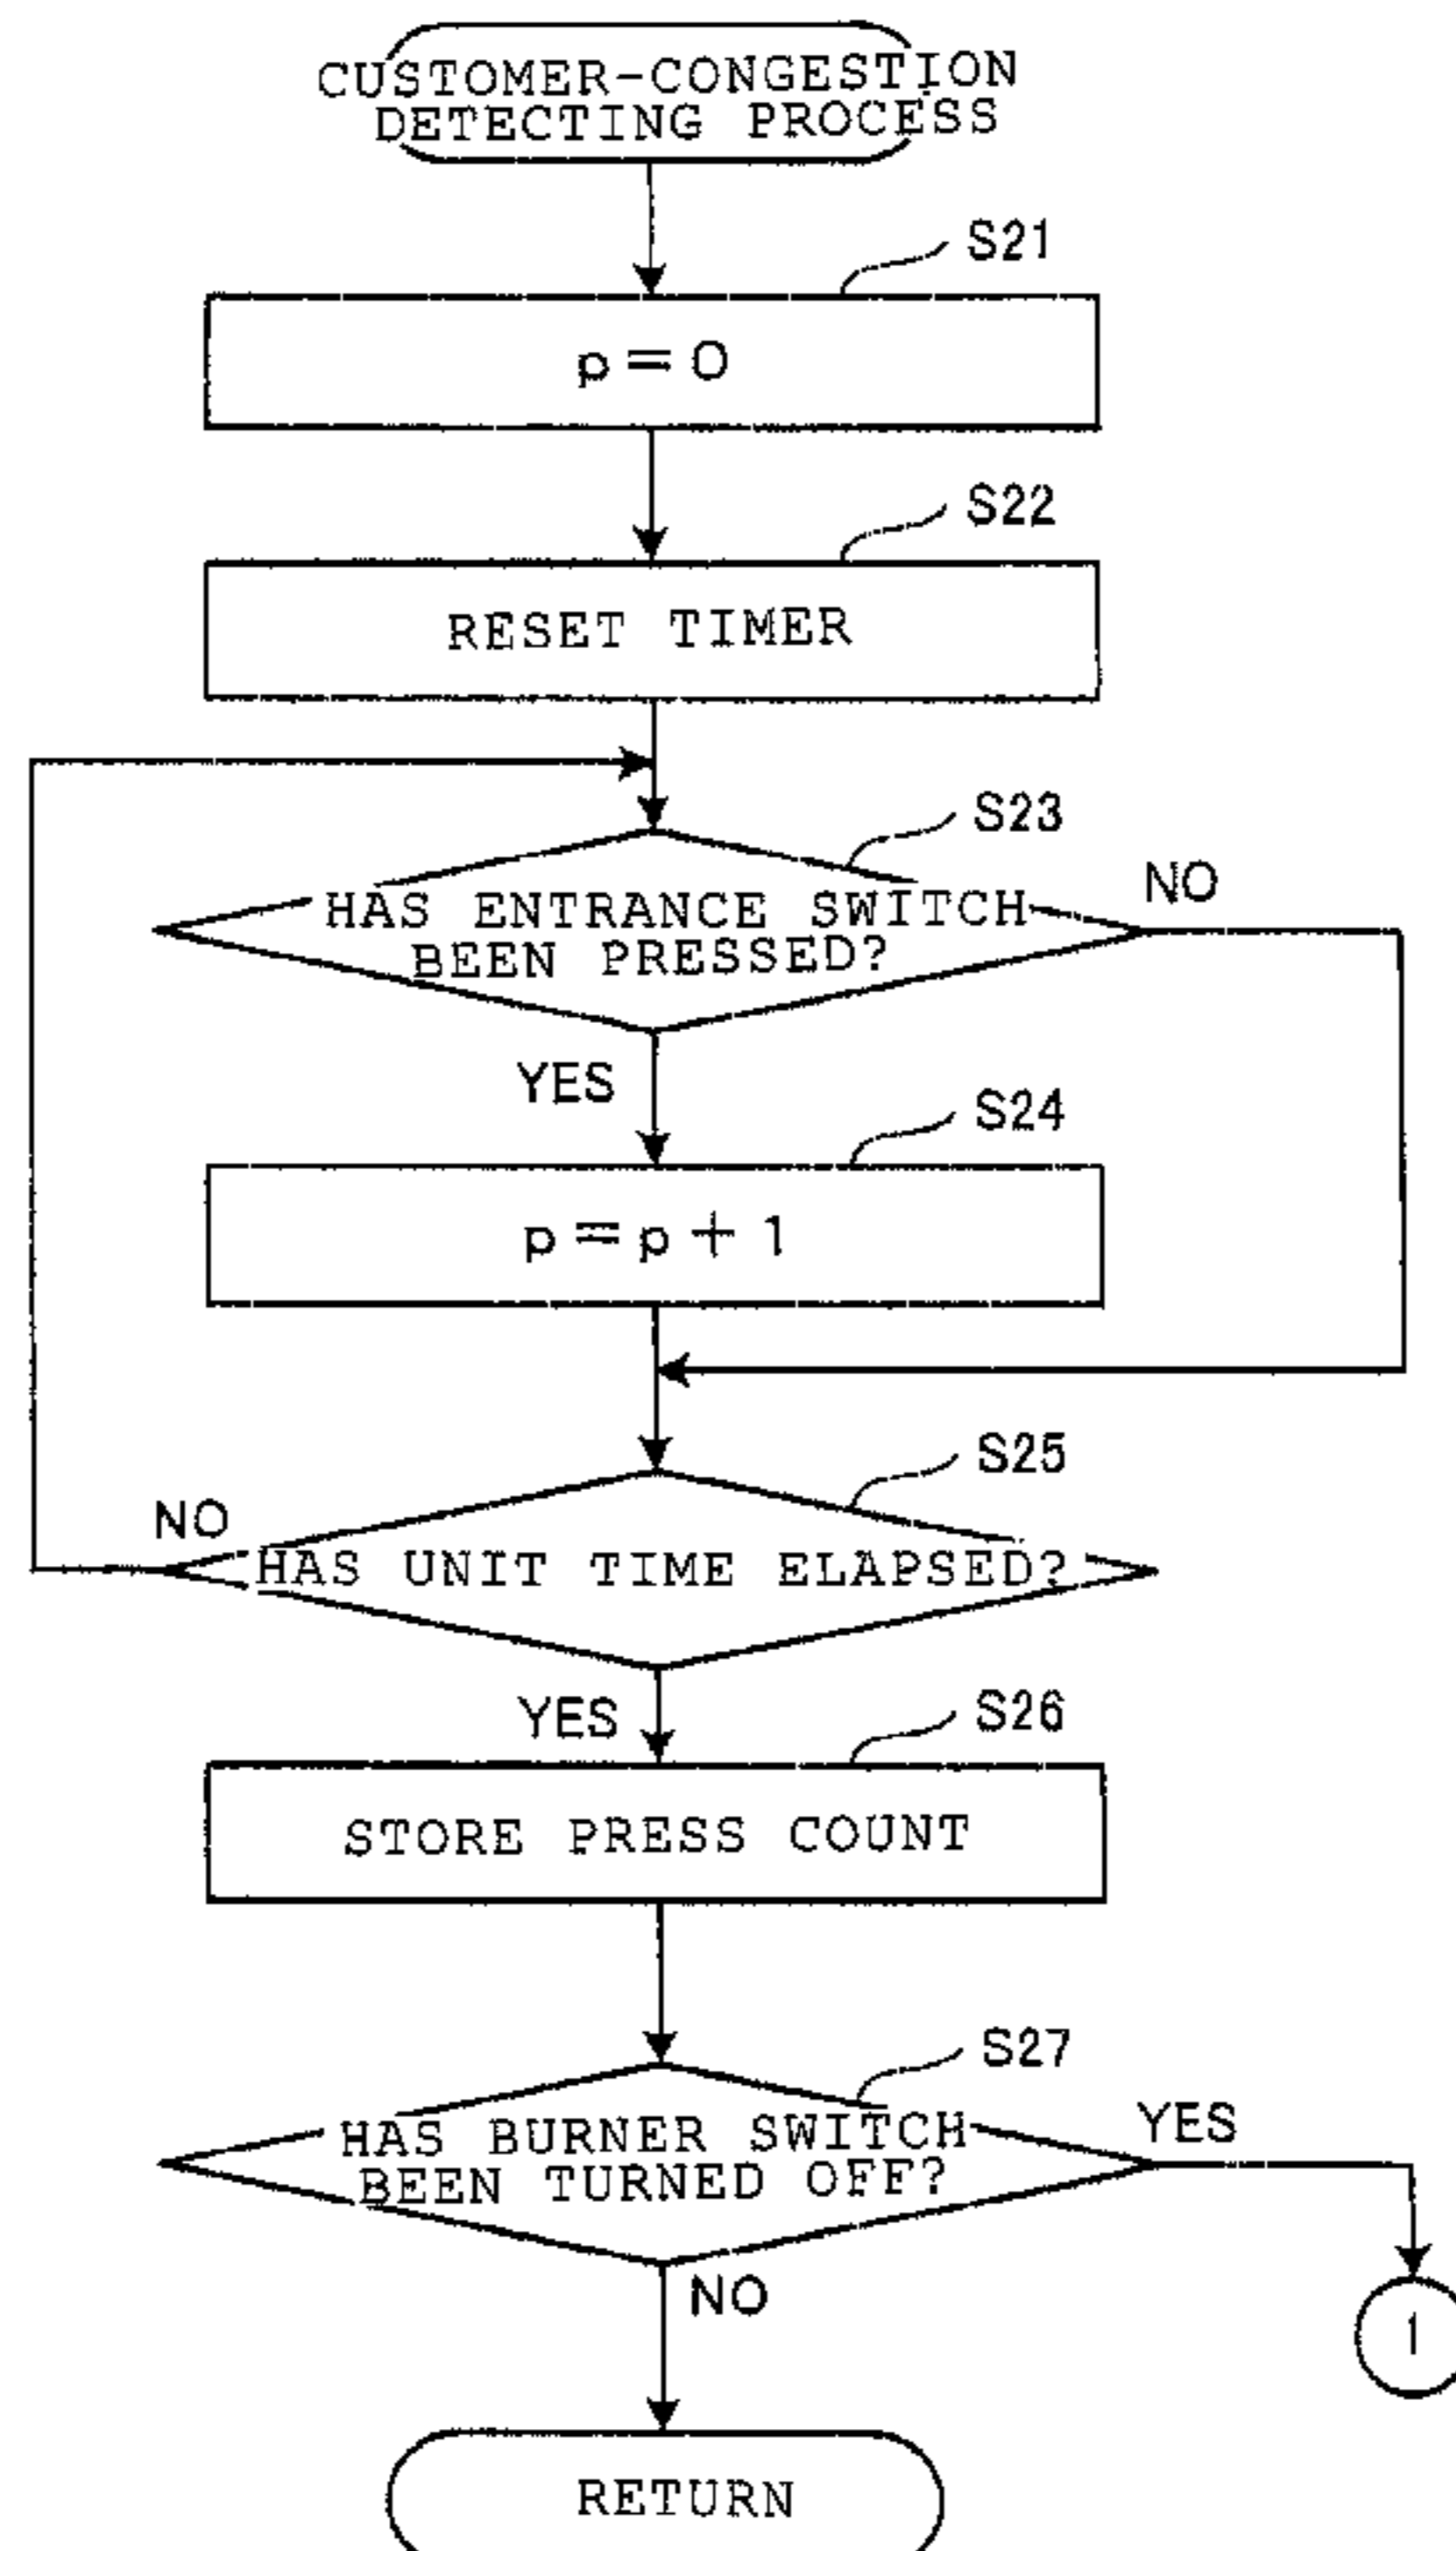 CUSTOMER-CONGESTION
DETECTING PROCESS
S21
p=0
S22
RESET TIMER
S23
HAS ENTRANCE SWITCH
BEEN PRESSED?
NO
YES
S24
p=p+1
S25
NO
HAS UNIT TIME ELAPSED?
YES
S26
STORE PRESS COUNT
S27
HAS BURNER SWITCH
BEEN TURNED OFF?
YES
NO
1
RETURN